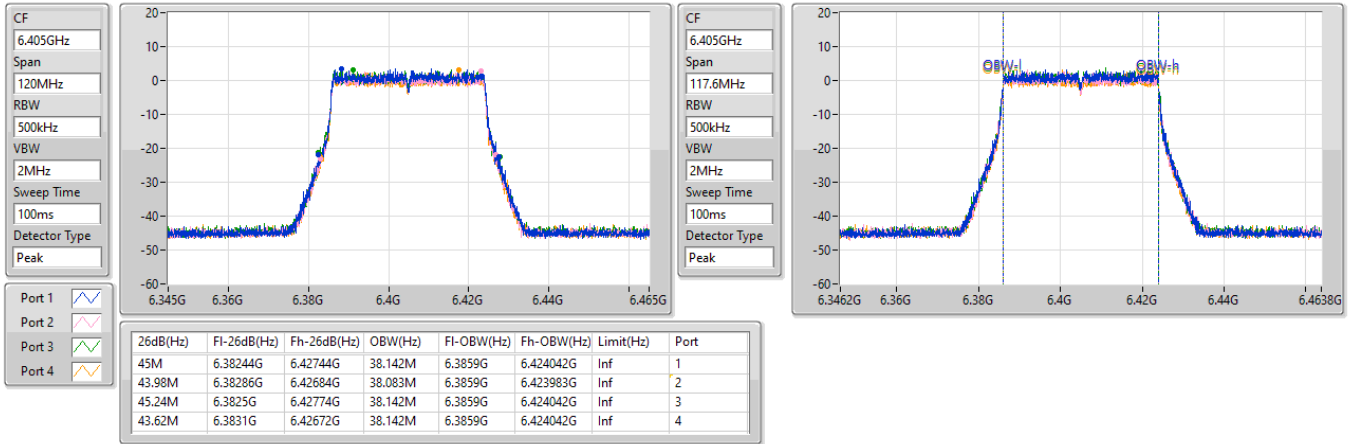 CF
6.405GHz
Span
120MHz
RBW
500kHz
VBW
2MHz
Sweep Time
100ms
Detector Type
Peak
20
10
0
-10
-20
-30
-40
-50
-60
6.345G 6.36G 6.38G 6.4G 6.42G 6.44G 6.465G
CF
6.405GHz
Span
117.6MHz
RBW
500kHz
VBW
2MHz
Sweep Time
100ms
Detector Type
Peak
20
10
0
-10
-20
-30
-40
-50
-60
OBW-l OBW-h
6.3462G 6.36G 6.38G 6.4G 6.42G 6.44G 6.4638G
Port 1
Port 2
Port 3
Port 4
26dB(Hz) Fl-26dB(Hz) Fh-26dB(Hz) OBW(Hz) Fl-OBW(Hz) Fh-OBW(Hz) Limit(Hz) Port
45M 6.38244G 6.42744G 38.142M 6.3859G 6.424042G Inf 1
43.98M 6.38286G 6.42684G 38.083M 6.3859G 6.423983G Inf 2
45.24M 6.3825G 6.42774G 38.142M 6.3859G 6.424042G Inf 3
43.62M 6.3831G 6.42672G 38.142M 6.3859G 6.424042G Inf 4